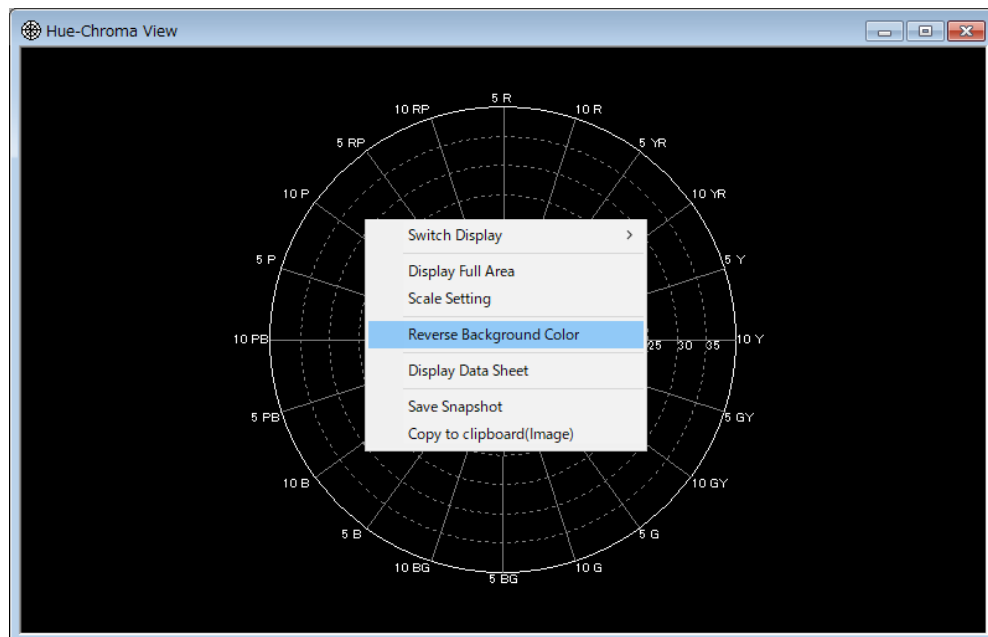 Hue-Chroma View
5 R
10 RP
10 R
5 RP
5 YR
10 P
10 YR
Switch Display
5 P
5 Y
Display Full Area
Scale Setting
Reverse Background Color
10 PB
25 30 35
10 Y
Display Data Sheet
Save Snapshot
5 PB
5 GY
Copy to clipboard(Image)
10 B
10 GY
5 B
5 G
10 BG
10 G
5 BG